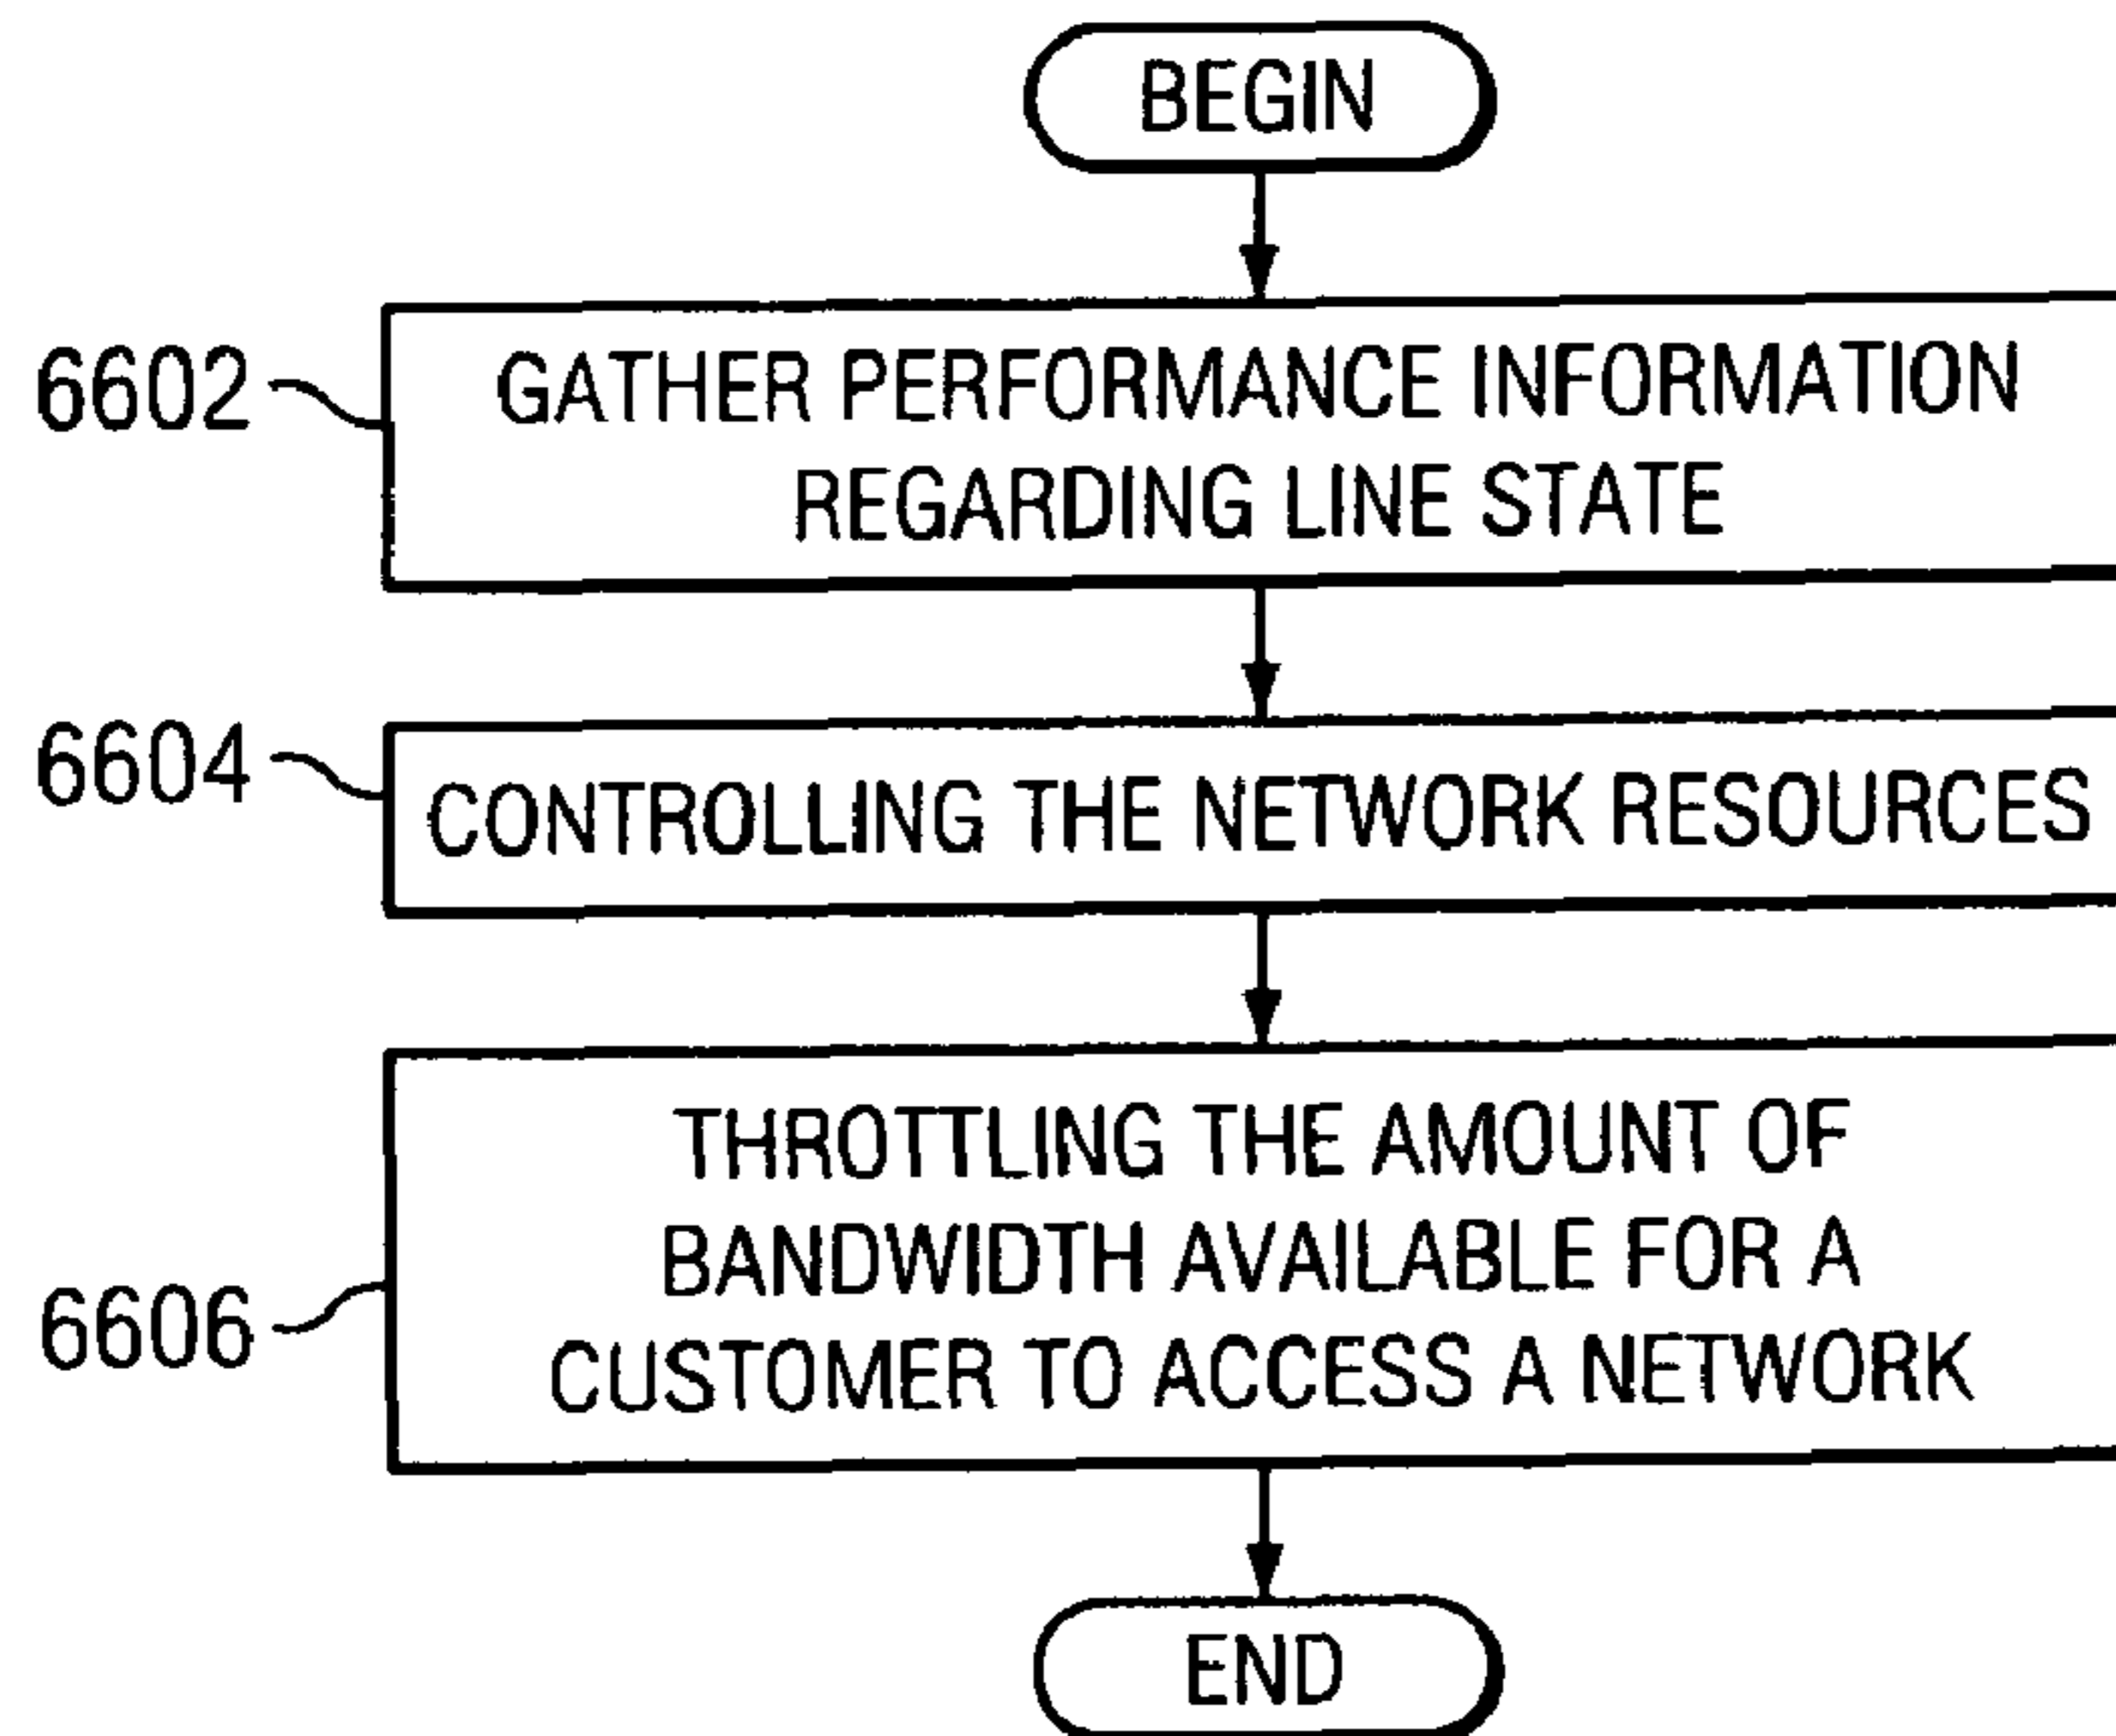 BEGIN
6602
GATHER PERFORMANCE INFORMATION
REGARDING LINE STATE
6604
CONTROLLING THE NETWORK RESOURCES
6606
THROTTLING THE AMOUNT OF
BANDWIDTH AVAILABLE FOR A
CUSTOMER TO ACCESS A NETWORK
END